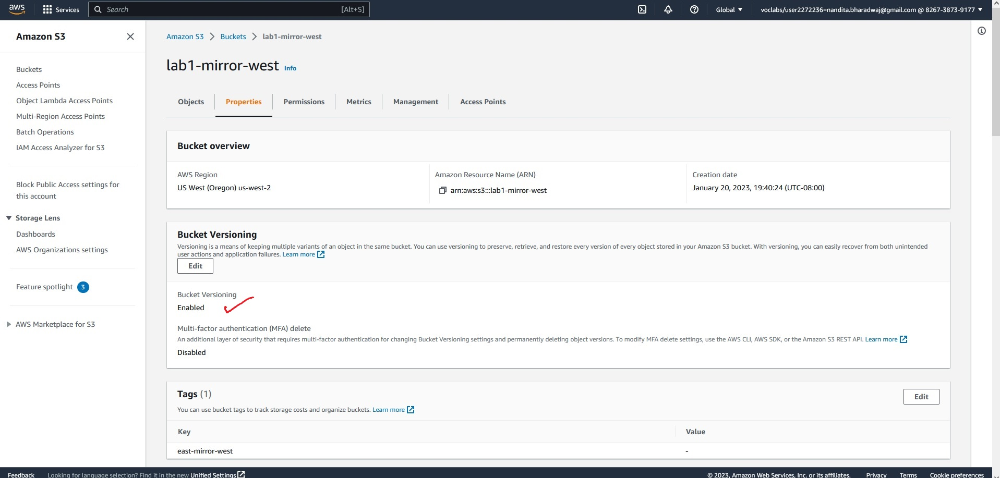 aws
Services
Search [Alt+S]
Global
voclabs/user2272236=nandita.bharadwaj@gmail.com @ 8267-3873-9177
Amazon S3
Buckets
Access Points
Object Lambda Access Points
Multi-Region Access Points
Batch Operations
IAM Access Analyzer for S3
Block Public Access settings for
this account
Storage Lens
Dashboards
AWS Organizations settings
Feature spotlight 3
AWS Marketplace for S3
Amazon S3 > Buckets > lab1-mirror-west
lab1-mirror-west Info
Objects Properties Permissions Metrics Management Access Points
Bucket overview
AWS Region
US West (Oregon) us-west-2
Amazon Resource Name (ARN)
arn:aws:s3:::lab1-mirror-west
Creation date
January 20, 2023, 19:40:24 (UTC-08:00)
Bucket Versioning
Versioning is a means of keeping multiple variants of an object in the same bucket. You can use versioning to preserve, retrieve, and restore every version of every object stored in your Amazon S3 bucket. With versioning, you can easily recover from both unintended
user actions and application failures. Learn more
Edit
Bucket Versioning
Enabled
Multi-factor authentication (MFA) delete
An additional layer of security that requires multi-factor authentication for changing Bucket Versioning settings and permanently deleting object versions. To modify MFA delete settings, use the AWS CLI, AWS SDK, or the Amazon S3 REST API. Learn more
Disabled
Tags (1)
Edit
You can use bucket tags to track storage costs and organize buckets. Learn more
Key Value
east-mirror-west -
Feedback Looking for language selection? Find it in the new Unified Settings
© 2023, Amazon Web Services, Inc. or its affiliates. Privacy Terms Cookie preferences